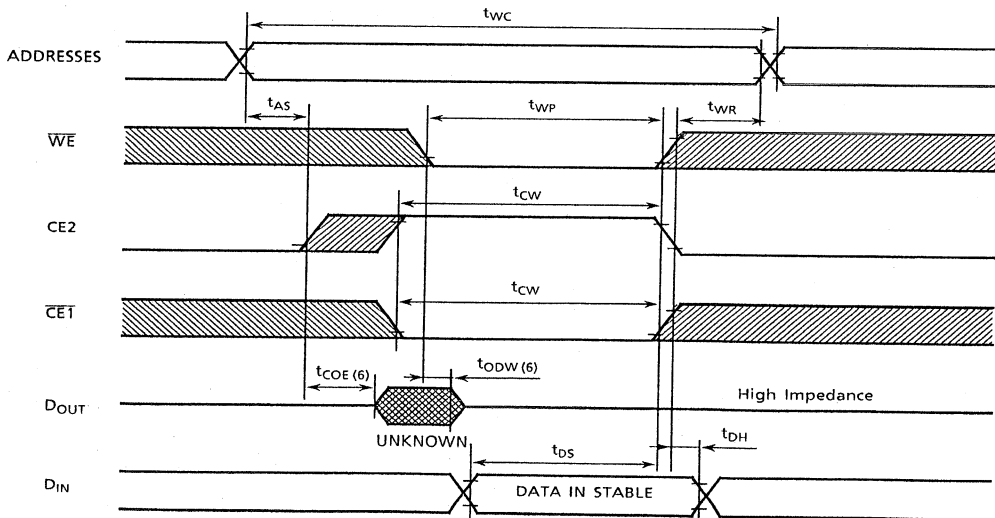 tWC
ADDRESSES
tAS
tWP
tWR
WE
tCW
CE2
tCW
CE1
tCOE (6)
tODW (6)
DOUT
High Impedance
UNKNOWN
tDS
tDH
DIN
DATA IN STABLE